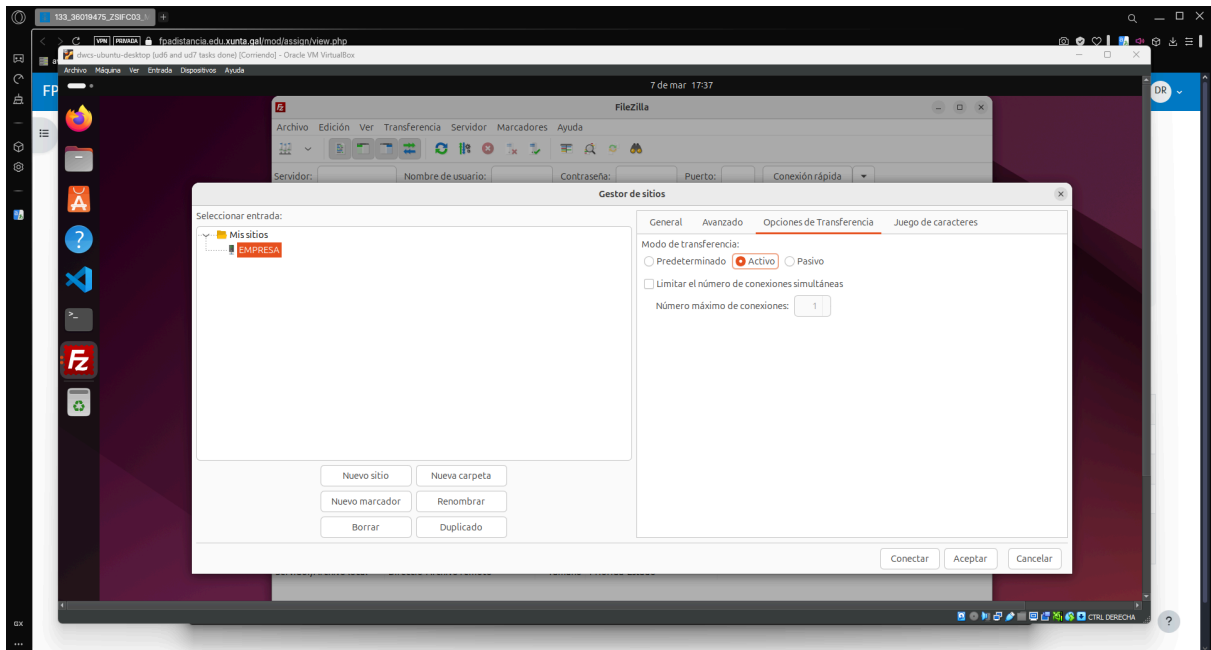 133_36019475_ZSIFC03_
VPN PRIVADA fpadistancia.edu.xunta.gal/mod/assign/view.php
dwcs-ubuntu-desktop (ud6 and ud7 tasks done) [Corriendo] - Oracle VM VirtualBox
Archivo Máquina Ver Entrada Dispositivos Ayuda
7 de mar 17:37
FP
DR
FileZilla
Archivo Edición Ver Transferencia Servidor Marcadores Ayuda
Servidor: Nombre de usuario: Contraseña: Puerto: Conexión rápida
Gestor de sitios
Seleccionar entrada:
Mis sitios
EMPRESA
General Avanzado Opciones de Transferencia Juego de caracteres
Modo de transferencia:
Predeterminado Activo Pasivo
Limitar el número de conexiones simultáneas
Número máximo de conexiones: 1
Nuevo sitio Nueva carpeta
Nuevo marcador Renombrar
Borrar Duplicado
Conectar Aceptar Cancelar
CTRL DERECHA
GX